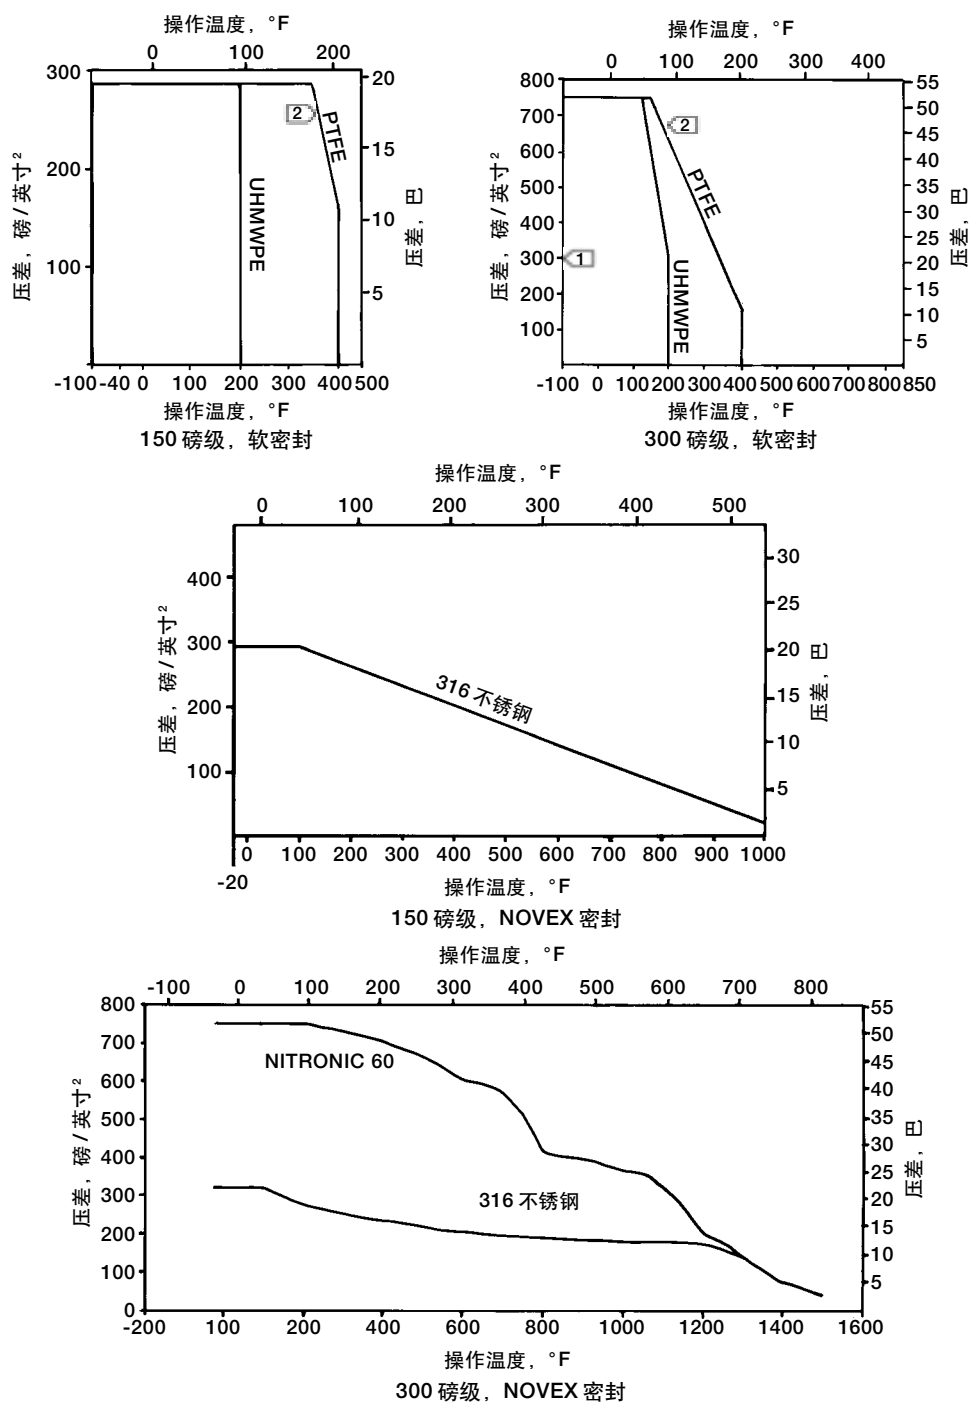 操作温度，°F
0 100 200
300 200 100
20 15 10 5
压差，磅/英寸²
压差，巴
2
PTFE
UHMWPE
-100 -40 0 100 200 300 400 500
操作温度，°F
150 磅级，软密封
操作温度，°F
0 100 200 300 400
800 700 600 500 400 300 200 100
55 50 45 40 35 30 25 20 15 10 5
压差，磅/英寸²
压差，巴
2
1
PTFE
UHMWPE
-100 0 100 200 300 400 500 600 700 800 850
操作温度，°F
300 磅级，软密封
操作温度，°F
0 100 200 300 400 500
400 300 200 100
30 25 20 15 10 5
压差，磅/英寸²
压差，巴
316 不锈钢
0 100 200 300 400 500 600 700 800 900 1000
-20
操作温度，°F
150 磅级，NOVEX 密封
操作温度，°F
-100 0 100 200 300 400 500 600 700 800
800 700 600 500 400 300 200 100 0
55 50 45 40 35 30 25 20 15 10 5
压差，磅/英寸²
压差，巴
NITRONIC 60
316 不锈钢
-200 100 200 400 600 800 1000 1200 1400 1600
操作温度，°F
300 磅级，NOVEX 密封